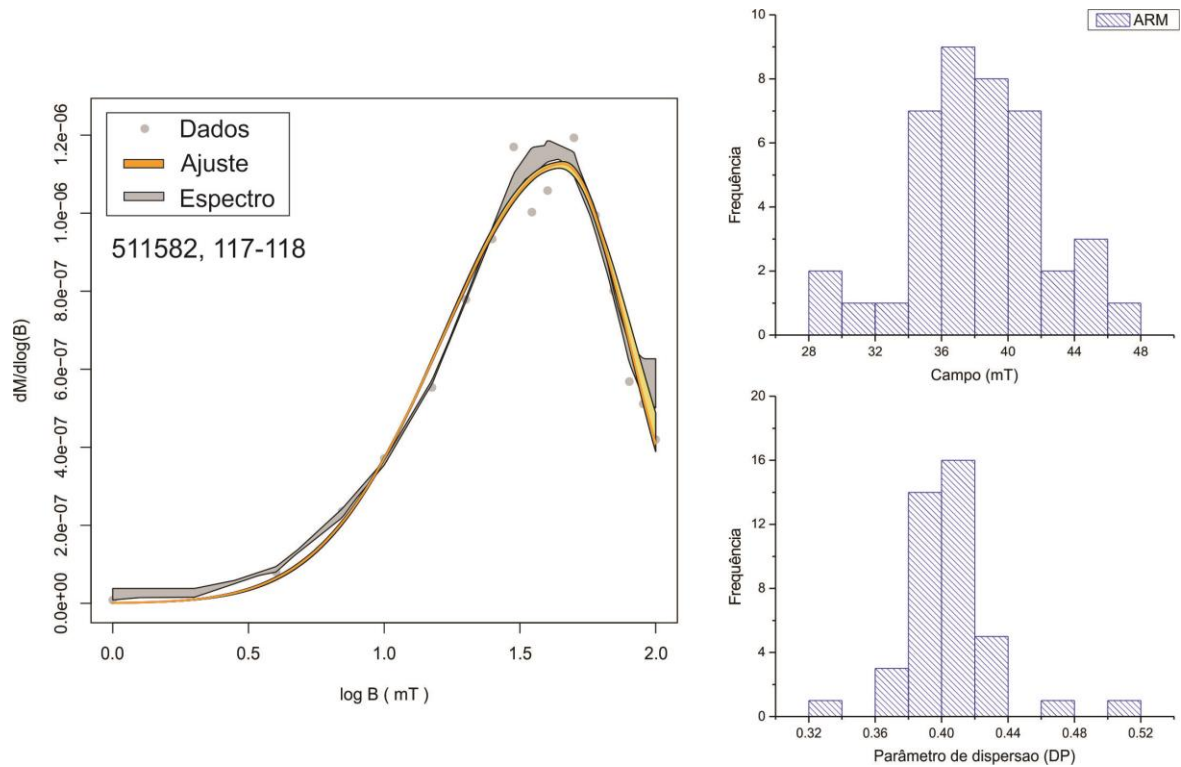 Dados
Ajuste
Espectro
511582, 117-118
dM/dlog(B)
0.0e+00
2.0e−07
4.0e−07
6.0e−07
8.0e−07
1.0e−06
1.2e−06
0.0 0.5 1.0 1.5 2.0
log B ( mT )
ARM
Frequência
10
8
6
4
2
0
28 32 36 40 44 48
Campo (mT)
Frequência
20
16
12
8
4
0
0.32 0.36 0.40 0.44 0.48 0.52
Parâmetro de dispersao (DP)